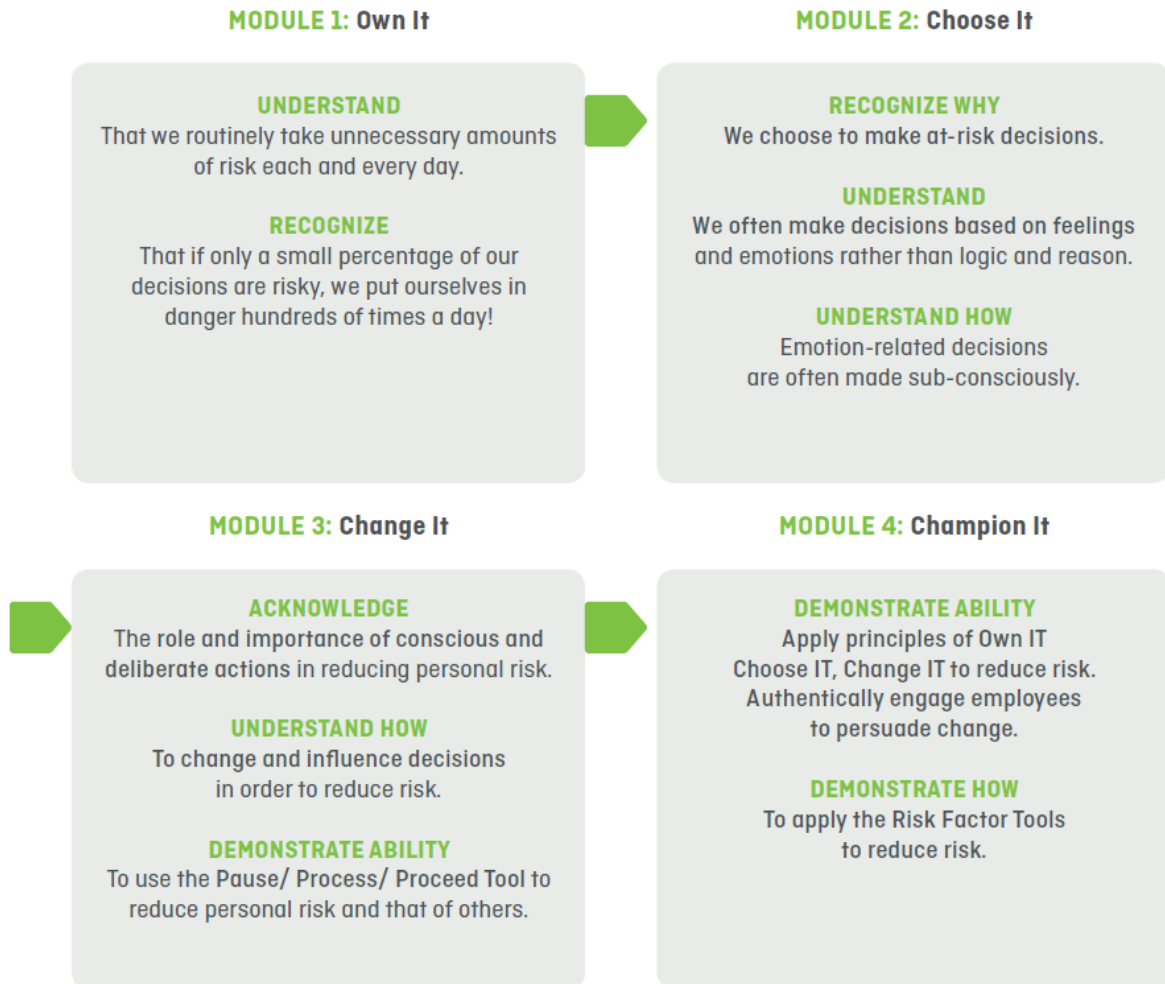 MODULE 1: Own It
UNDERSTAND
That we routinely take unnecessary amounts
of risk each and every day.
RECOGNIZE
That if only a small percentage of our
decisions are risky, we put ourselves in
danger hundreds of times a day!
MODULE 2: Choose It
RECOGNIZE WHY
We choose to make at-risk decisions.
UNDERSTAND
We often make decisions based on feelings
and emotions rather than logic and reason.
UNDERSTAND HOW
Emotion-related decisions
are often made sub-consciously.
MODULE 3: Change It
ACKNOWLEDGE
The role and importance of conscious and
deliberate actions in reducing personal risk.
UNDERSTAND HOW
To change and influence decisions
in order to reduce risk.
DEMONSTRATE ABILITY
To use the Pause/ Process/ Proceed Tool to
reduce personal risk and that of others.
MODULE 4: Champion It
DEMONSTRATE ABILITY
Apply principles of Own IT
Choose IT, Change IT to reduce risk.
Authentically engage employees
to persuade change.
DEMONSTRATE HOW
To apply the Risk Factor Tools
to reduce risk.